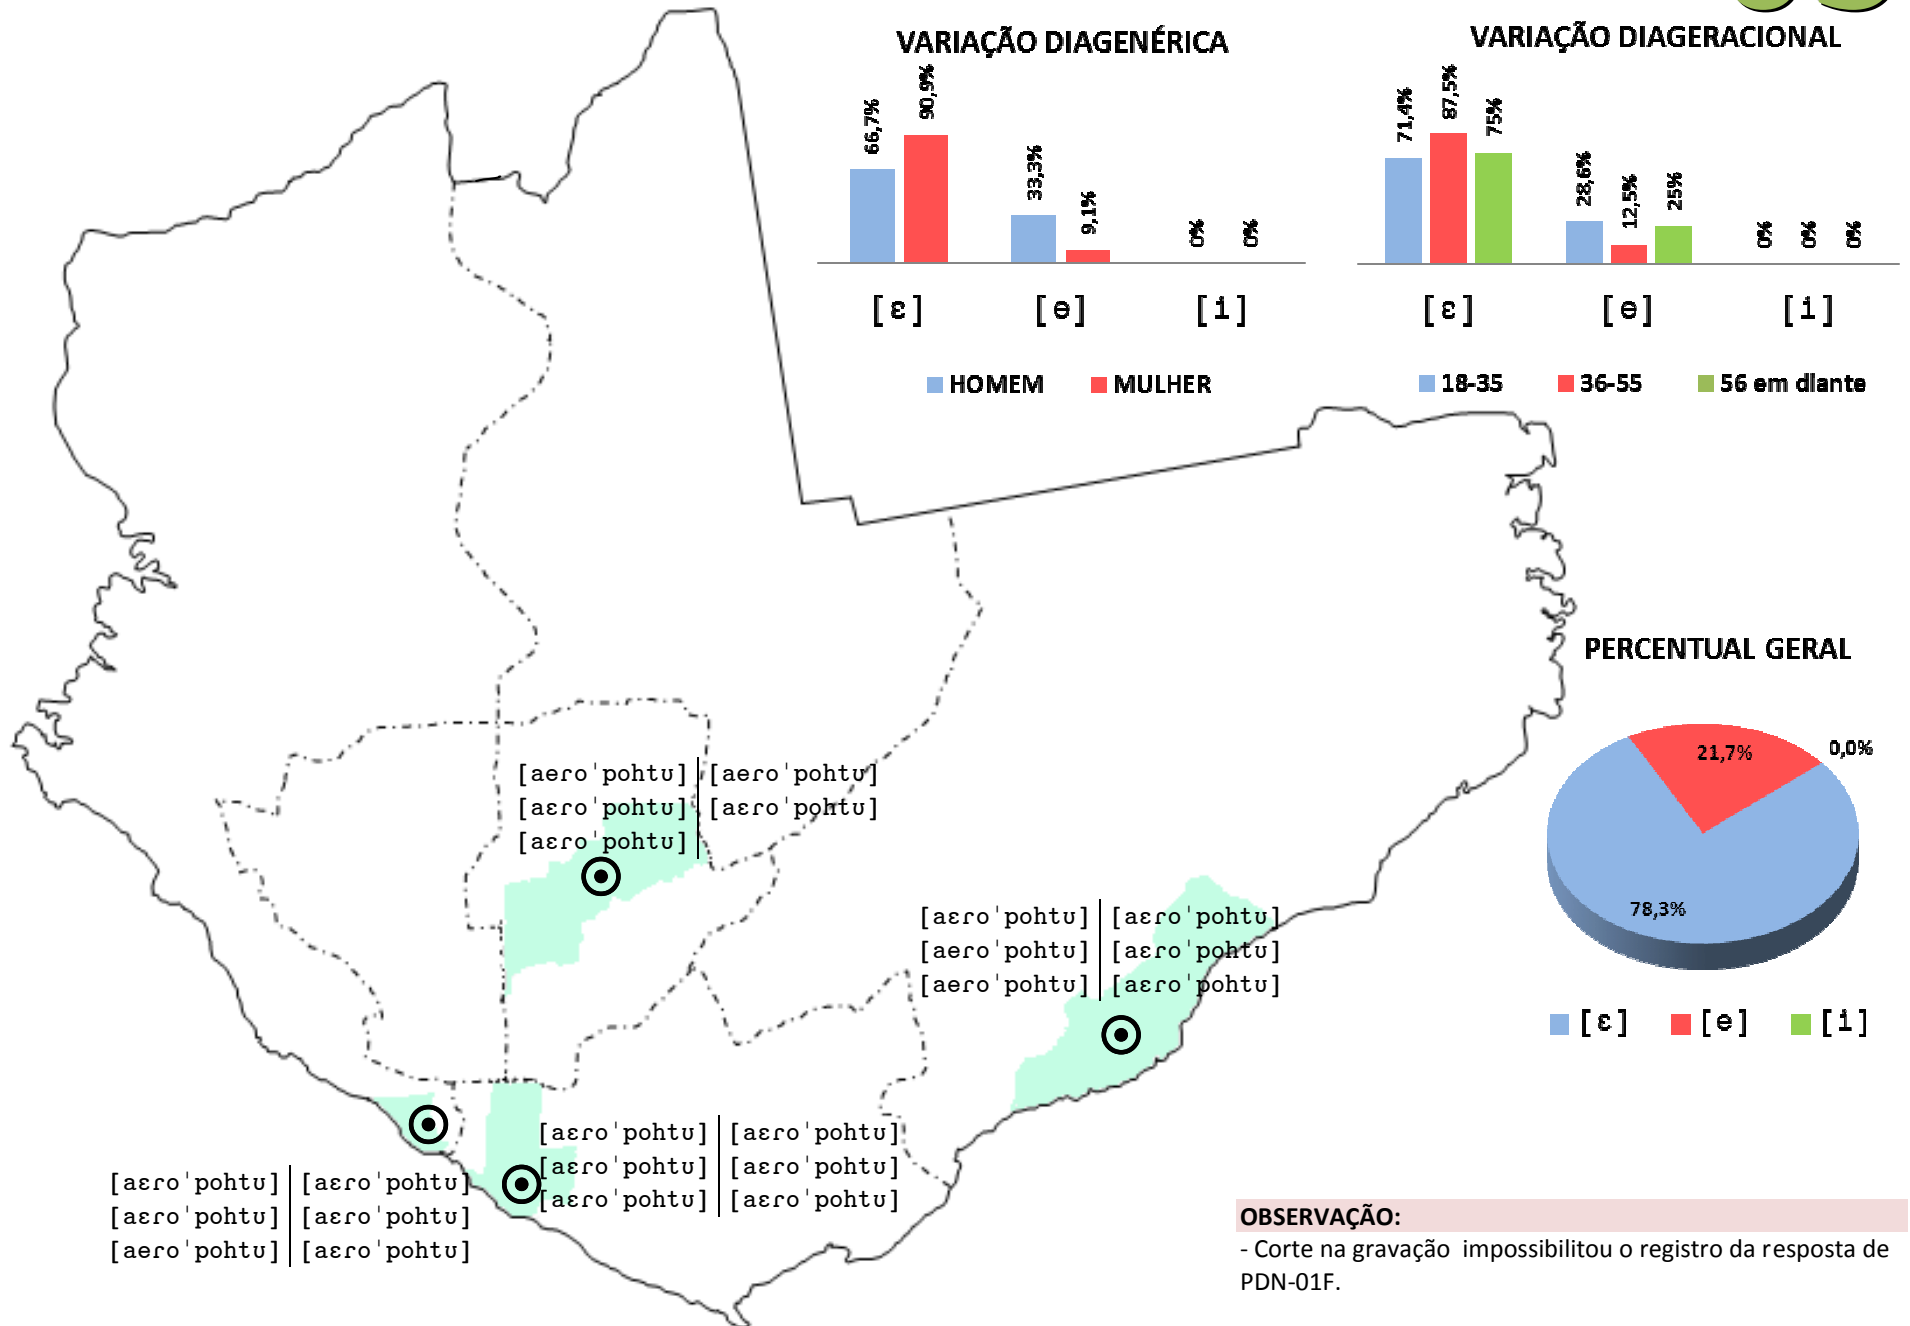 VARIAÇÃO DIAGENÉRICA
66,7%
90,9%
33,3%
9,1%
0%
0%
[ɛ] [e] [i]
HOMEM MULHER
VARIAÇÃO DIAGERACIONAL
71,4%
87,5%
75%
28,6%
12,5%
25%
0%
0%
0%
[ɛ] [e] [i]
18-35 36-55 56 em diante
PERCENTUAL GERAL
21,7%
0,0%
78,3%
[ɛ] [e] [i]
[aeɾoˈpohtʊ] [aeɾoˈpohtʊ]
[aɛɾoˈpohtʊ] [aɛɾoˈpohtʊ]
[aɛɾoˈpohtʊ]
[aɛɾoˈpohtʊ] [aɛɾoˈpohtʊ]
[aeɾoˈpohtʊ] [aɛɾoˈpohtʊ]
[aeɾoˈpohtʊ] [aɛɾoˈpohtʊ]
[aɛɾoˈpohtʊ] [aɛɾoˈpohtʊ]
[aɛɾoˈpohtʊ] [aɛɾoˈpohtʊ]
[aɛɾoˈpohtʊ] [aɛɾoˈpohtʊ]
[aɛɾoˈpohtʊ] [aɛɾoˈpohtʊ]
[aɛɾoˈpohtʊ] [aɛɾoˈpohtʊ]
[aeɾoˈpohtʊ] [aɛɾoˈpohtʊ]
OBSERVAÇÃO:
- Corte na gravação impossibilitou o registro da resposta de
PDN-01F.